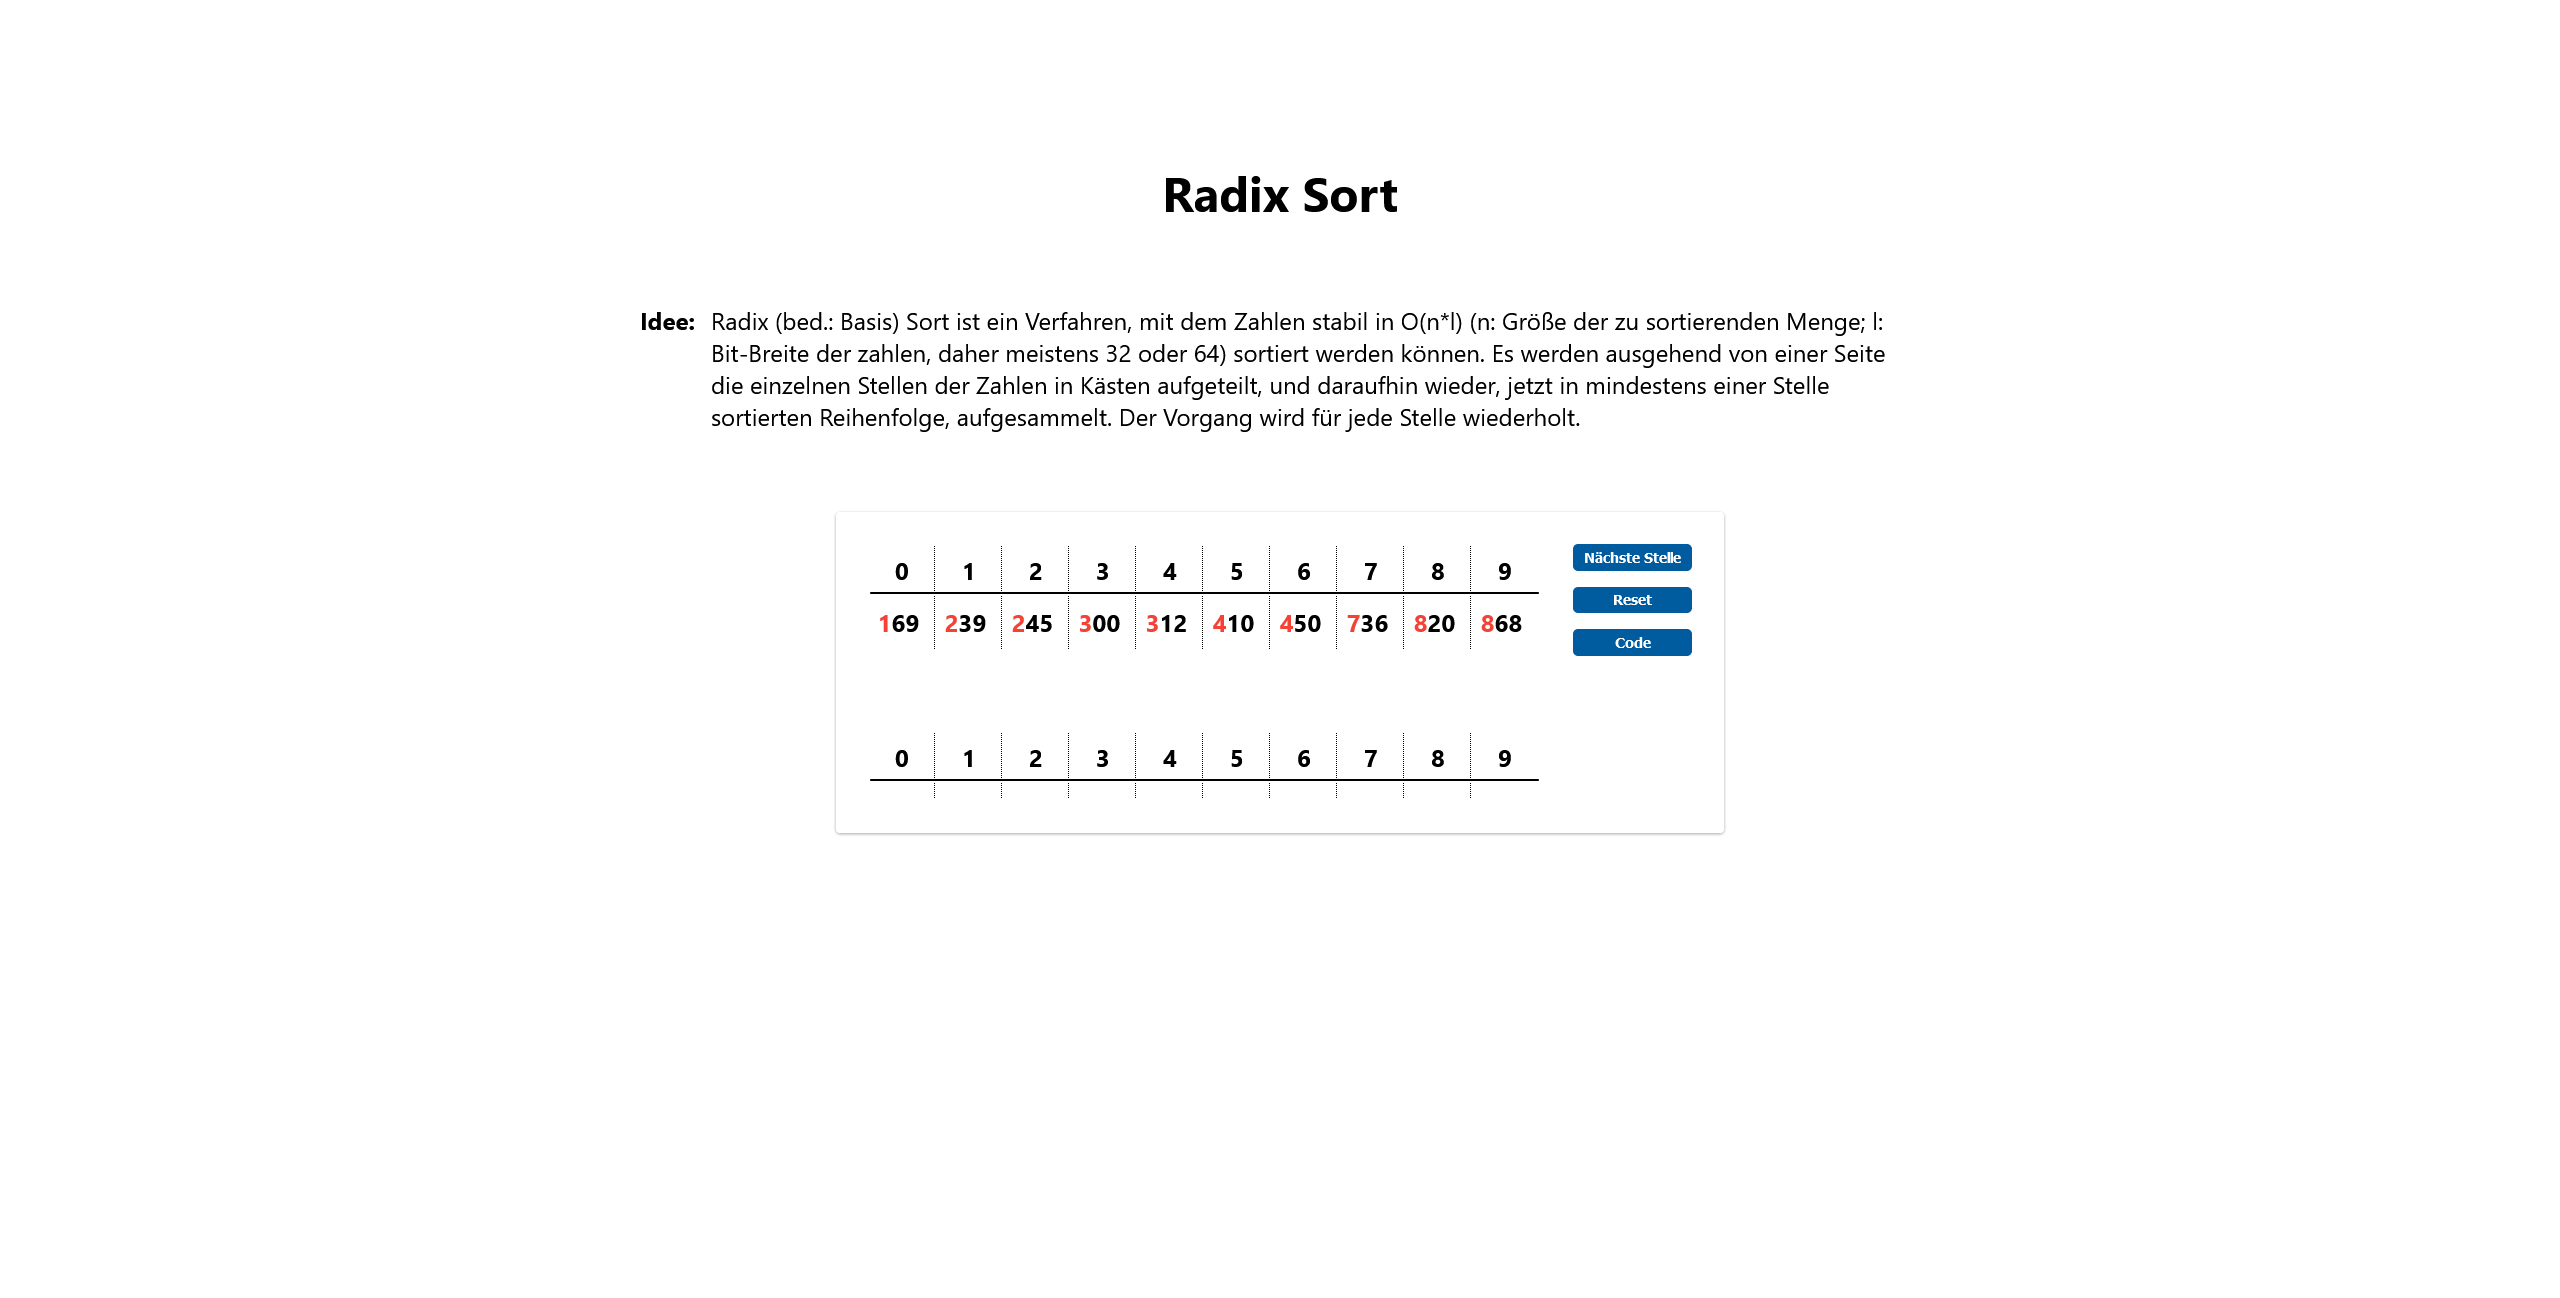 Radix Sort
Idee: Radix (bed.: Basis) Sort ist ein Verfahren, mit dem Zahlen stabil in O(n*l) (n: Größe der zu sortierenden Menge; l:
Bit-Breite der zahlen, daher meistens 32 oder 64) sortiert werden können. Es werden ausgehend von einer Seite
die einzelnen Stellen der Zahlen in Kästen aufgeteilt, und daraufhin wieder, jetzt in mindestens einer Stelle
sortierten Reihenfolge, aufgesammelt. Der Vorgang wird für jede Stelle wiederholt.
0 1 2 3 4 5 6 7 8 9
169 239 245 300 312 410 450 736 820 868
Nächste Stelle
Reset
Code
0 1 2 3 4 5 6 7 8 9